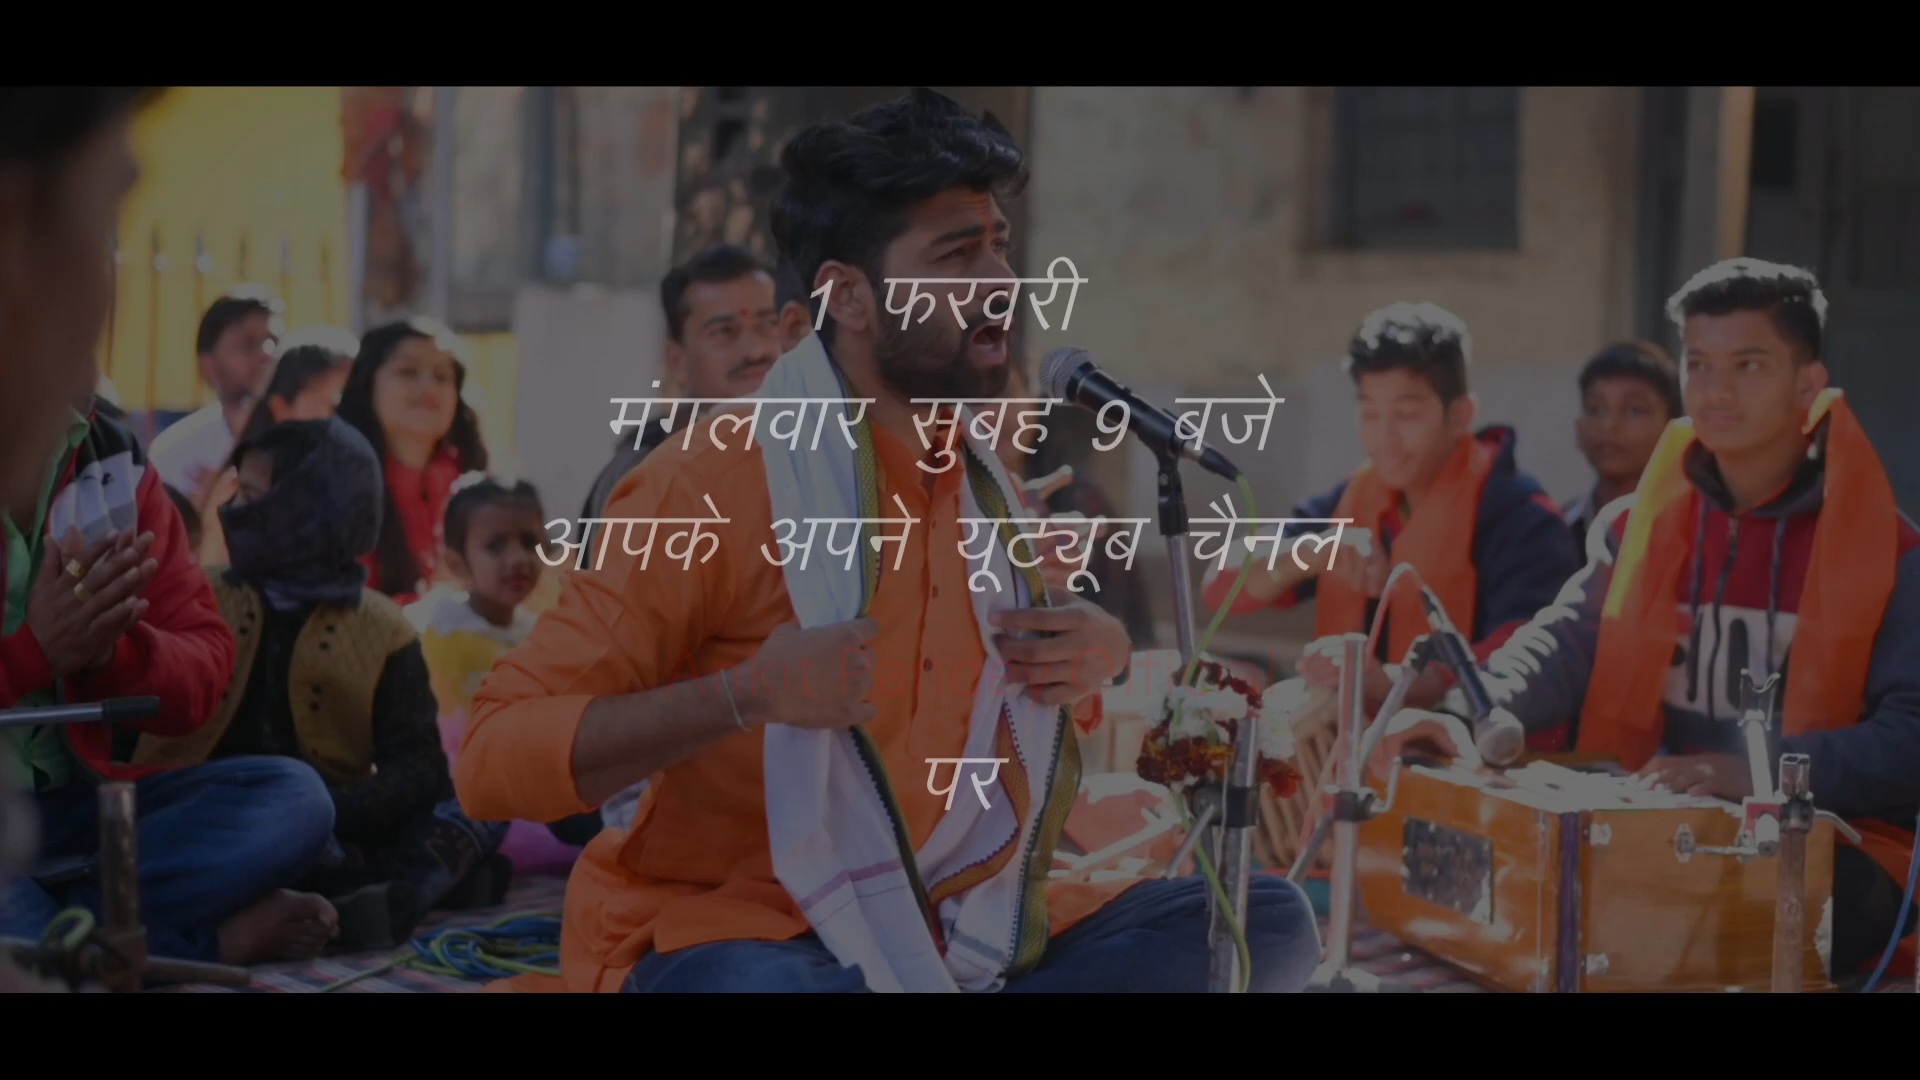 1 फरवरी
मंगलवार सुबह 9 बजे
आपके अपने यूट्यूब चैनल
पर